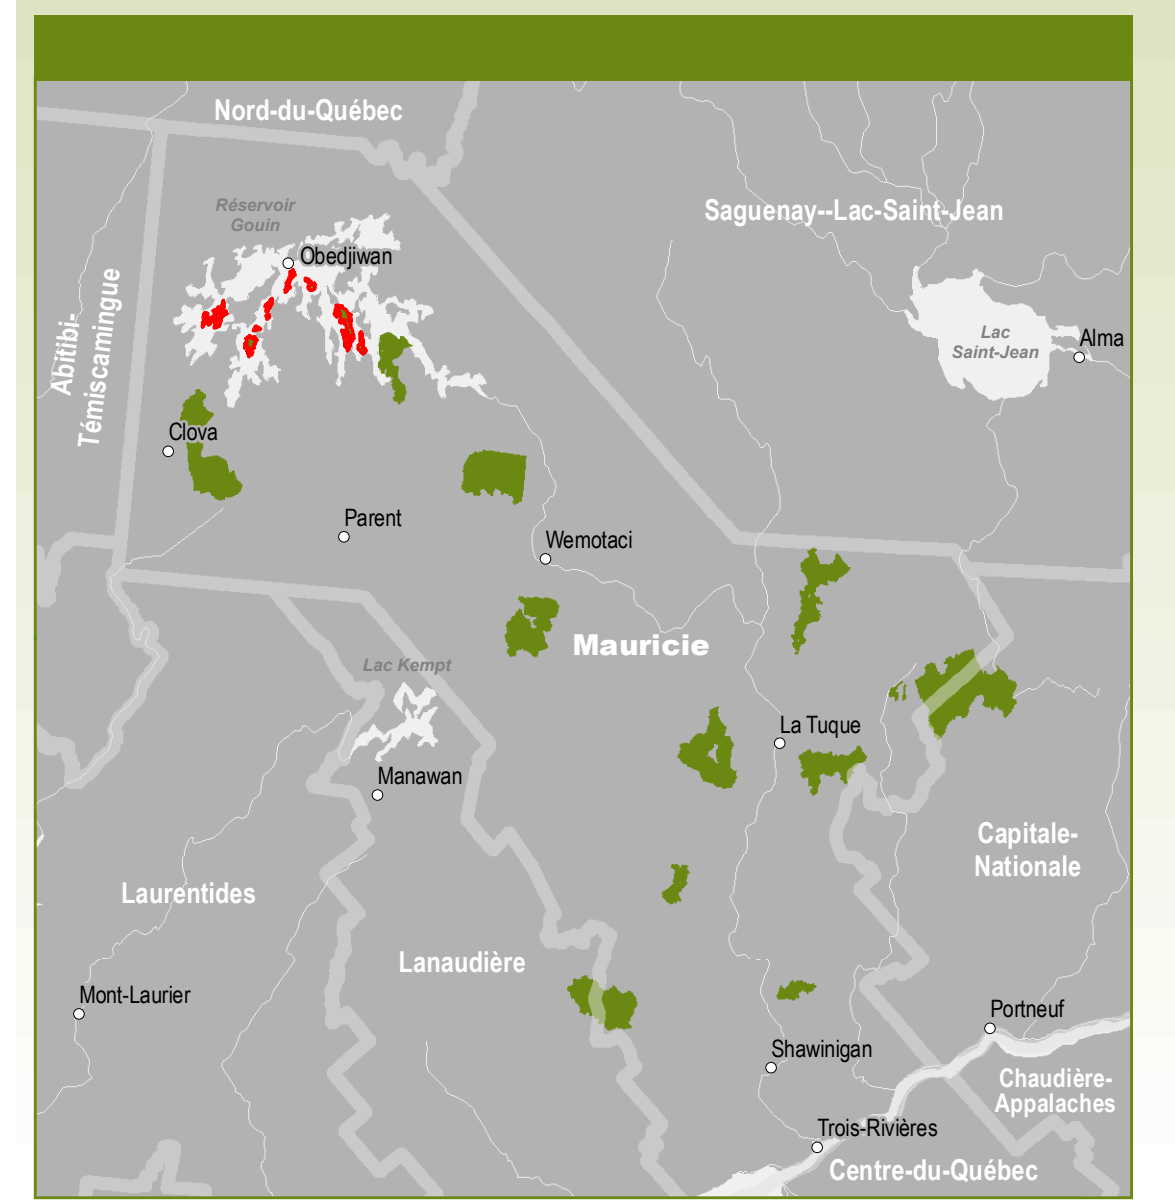 Nord-du-Québec
Réservoir
Gouin
Saguenay--Lac-Saint-Jean
Obedjiwan
Abitibi-
Témiscamingue
Lac
Saint-Jean
Alma
Clova
Parent
Wemotaci
Mauricie
Lac Kempt
La Tuque
Manawan
Capitale-
Nationale
Laurentides
Lanaudière
Mont-Laurier
Portneuf
Shawinigan
Chaudière-
Appalaches
Trois-Rivières
Centre-du-Québec